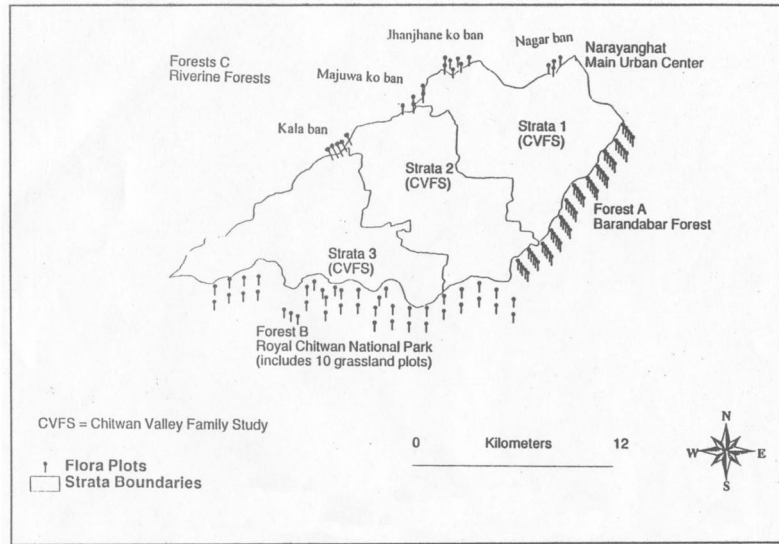 Forests C
Riverine Forests
Jhanjhane ko ban
Nagar ban
Narayanghat
Main Urban Center
Majuwa ko ban
Kala ban
Strata 1
(CVFS)
Strata 2
(CVFS)
Forest A
Barandabar Forest
Strata 3
(CVFS)
Forest B
Royal Chitwan National Park
(includes 10 grassland plots)
CVFS = Chitwan Valley Family Study
Flora Plots
Strata Boundaries
0 Kilometers 12
N
W E
S